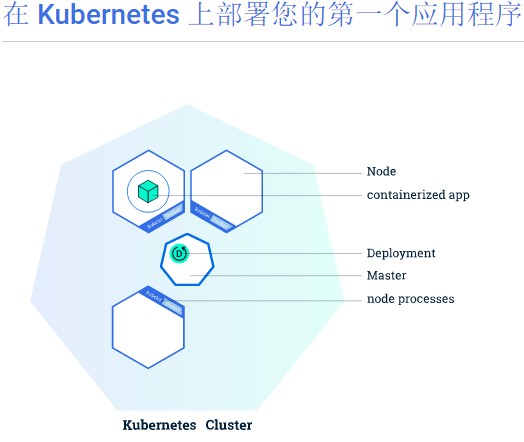 在 Kubernetes 上部署您的第一个应用程序
Node
containerized app
Deployment
Master
node processes
D
Kubernetes Cluster